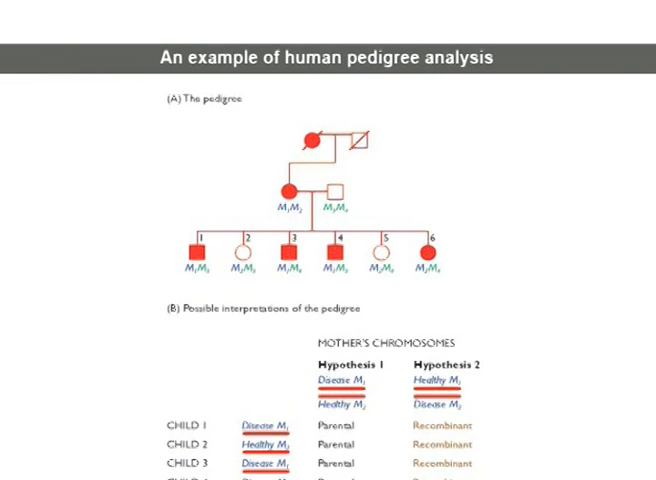 An example of human pedigree analysis
(A) The pedigree
M₁M₂ M₃M₄
1 2 3 4 5 6
M₁M₃ M₂M₃ M₁M₄ M₁M₃ M₂M₄ M₂M₄
(B) Possible interpretations of the pedigree
MOTHER'S CHROMOSOMES
Hypothesis 1 Hypothesis 2
Disease M₁ Healthy M₁
Healthy M₂ Disease M₂
CHILD 1 Disease M₁ Parental Recombinant
CHILD 2 Healthy M₂ Parental Recombinant
CHILD 3 Disease M₁ Parental Recombinant